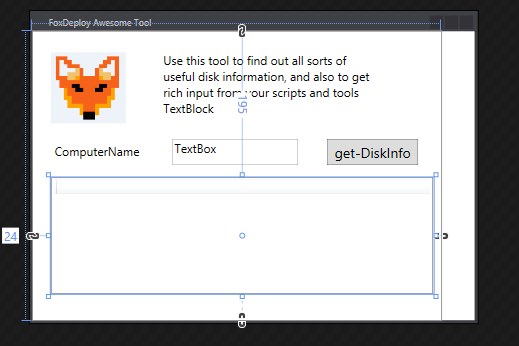 FoxDeploy Awesome Tool
Use this tool to find out all sorts of
useful disk information, and also to get
rich input from your scripts and tools
TextBlock
195
ComputerName
TextBox
get-DiskInfo
24